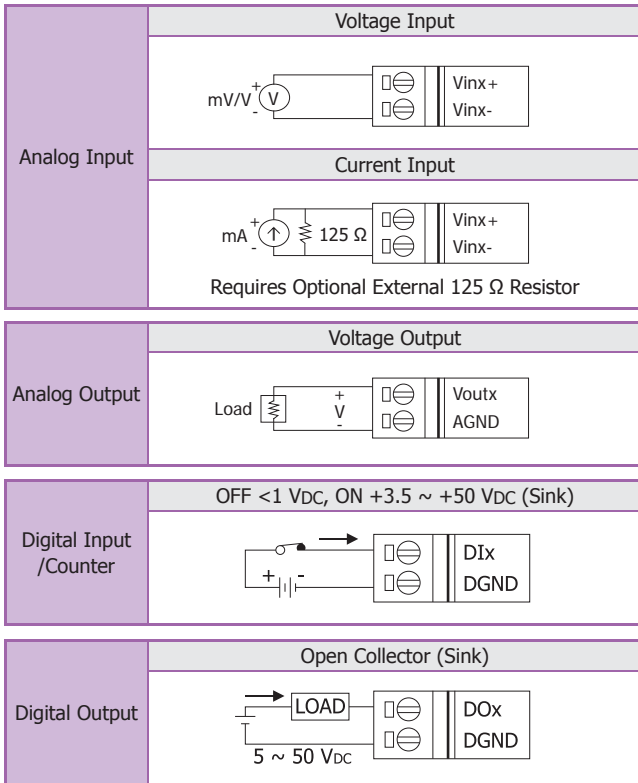 Analog Input
Voltage Input
mV/V
+
-
V
Vinx+
Vinx-
Current Input
mA
+
-
125 Ω
Vinx+
Vinx-
Requires Optional External 125 Ω Resistor
Analog Output
Voltage Output
Load
+
V
-
Voutx
AGND
Digital Input
/Counter
OFF <1 VDC, ON +3.5 ~ +50 VDC (Sink)
+ -
DIx
DGND
Digital Output
Open Collector (Sink)
LOAD
5 ~ 50 VDC
DOx
DGND